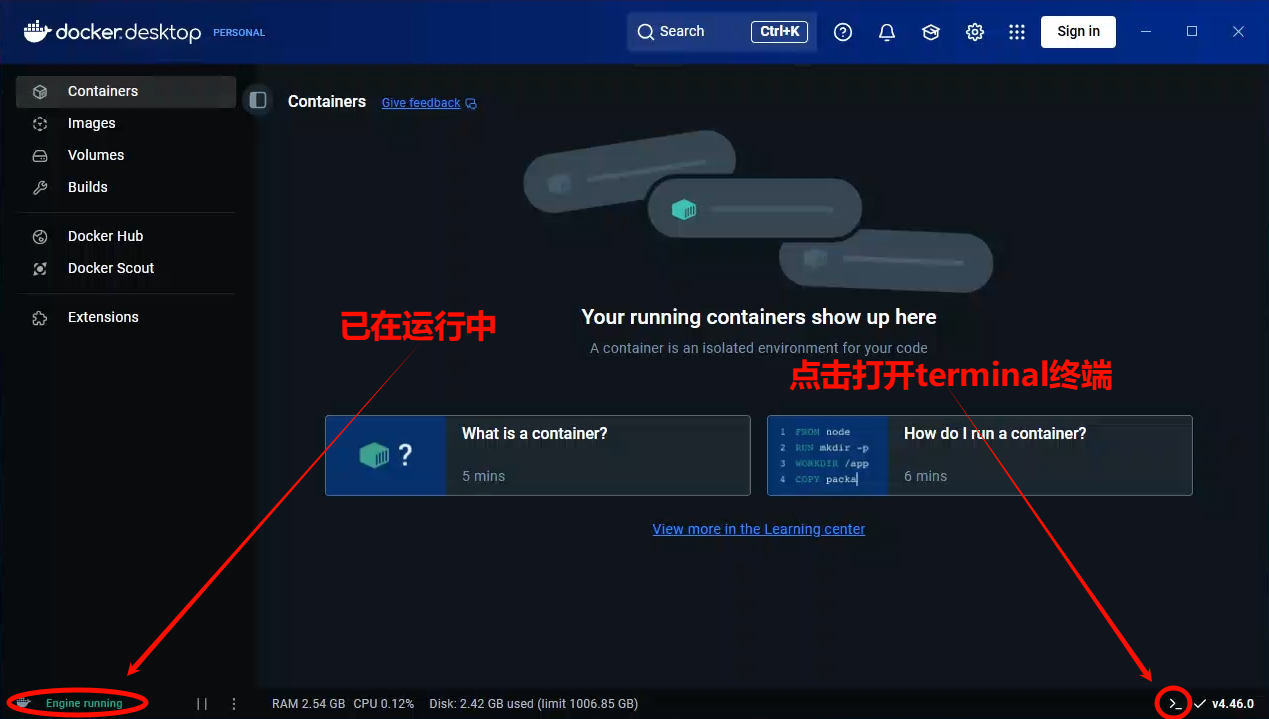 docker.desktop PERSONAL
Search Ctrl+K
Sign in
Containers
Images
Volumes
Builds
Docker Hub
Docker Scout
Extensions
Containers Give feedback
Your running containers show up here
A container is an isolated environment for your code
已在运行中
点击打开terminal终端
?
What is a container?
5 mins
1 FROM node
2 RUN mkdir -p
3 WORKDIR /app
4 COPY packa
How do I run a container?
6 mins
View more in the Learning center
Engine running
RAM 2.54 GB CPU 0.12% Disk: 2.42 GB used (limit 1006.85 GB)
>_ v4.46.0